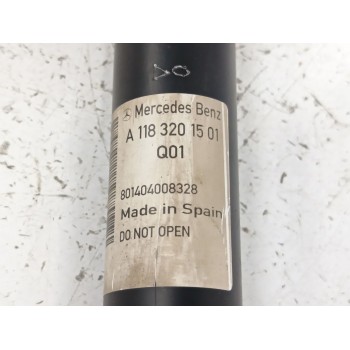 Mercedes Benz
A 118 320 15 01
Q01
801404008328
Made in Spain
DO NOT OPEN